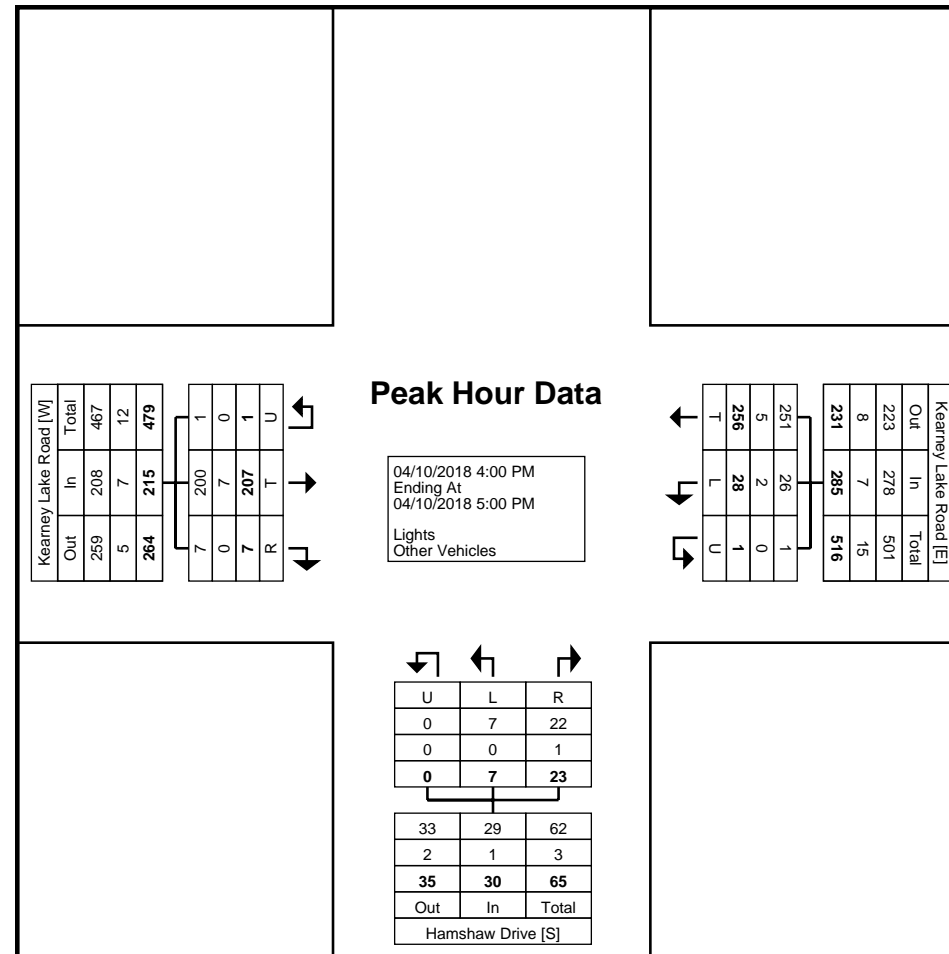 Peak Hour Data
04/10/2018 4:00 PM
Ending At
04/10/2018 5:00 PM
Lights
Other Vehicles
Kearney Lake Road [W]
Out In Total
259 208 467
5 7 12
264 215 479
7 200 1
0 7 0
7 207 1
R T U
Kearney Lake Road [E]
Out In Total
223 278 501
8 7 15
231 285 516
251 26 1
5 2 0
256 28 1
T L U
U L R
0 7 22
0 0 1
0 7 23
33 29 62
2 1 3
35 30 65
Out In Total
Hamshaw Drive [S]